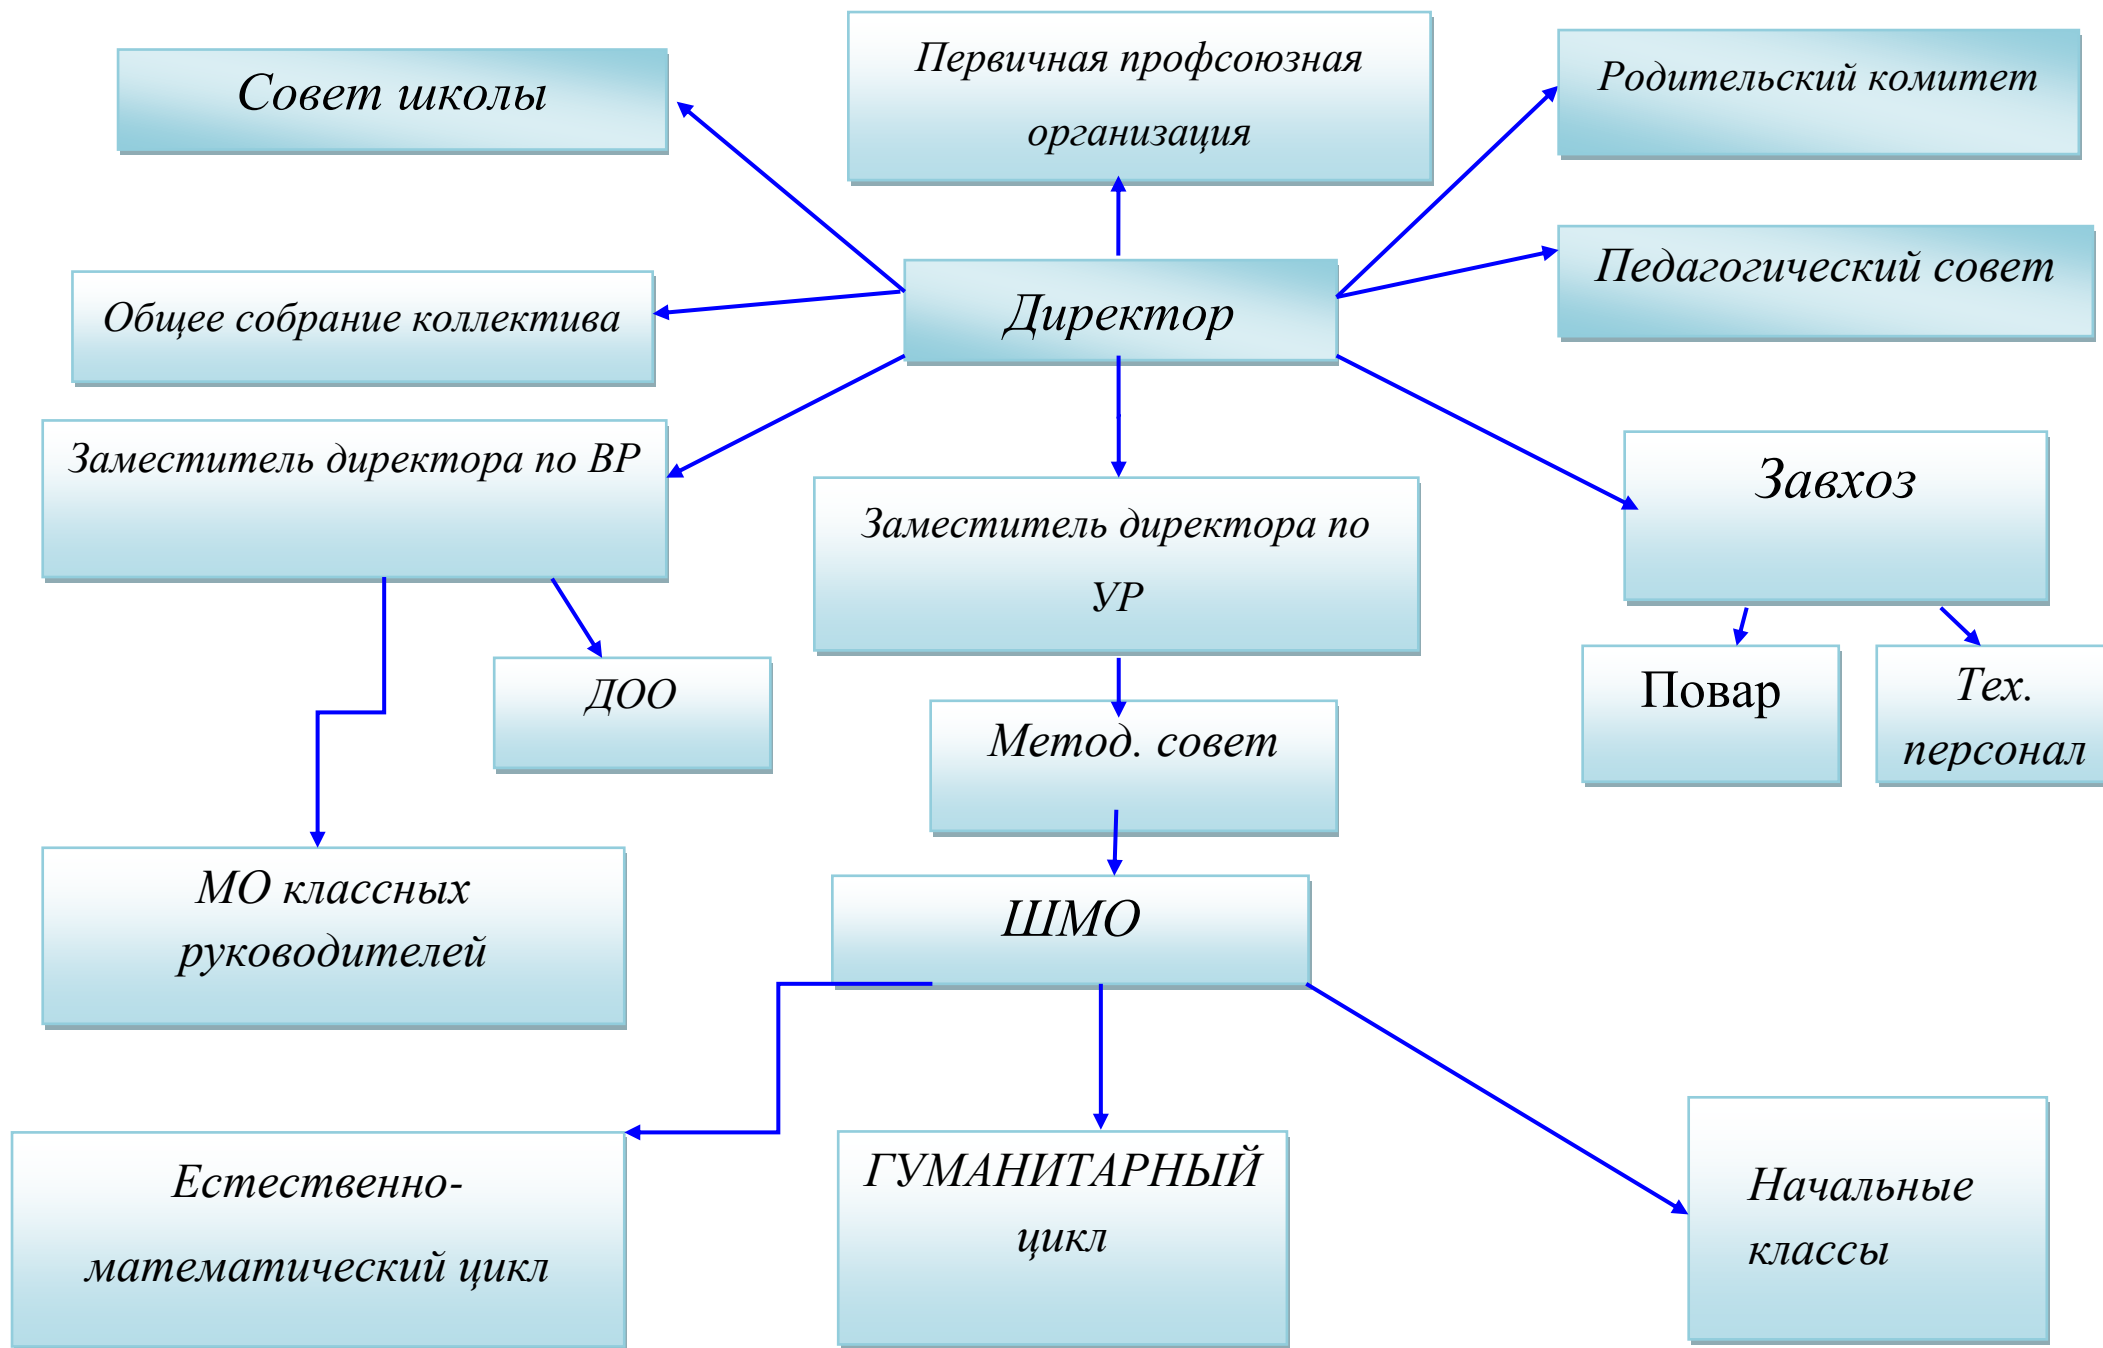 Совет школы
Первичная профсоюзная
организация
Родительский комитет
Общее собрание коллектива
Директор
Педагогический совет
Заместитель директора по ВР
Заместитель директора по
УР
Завхоз
ДОО
Метод. совет
Повар
Тех.
персонал
МО классных
руководителей
ШМО
Естественно-
математический цикл
ГУМАНИТАРНЫЙ
цикл
Начальные
классы